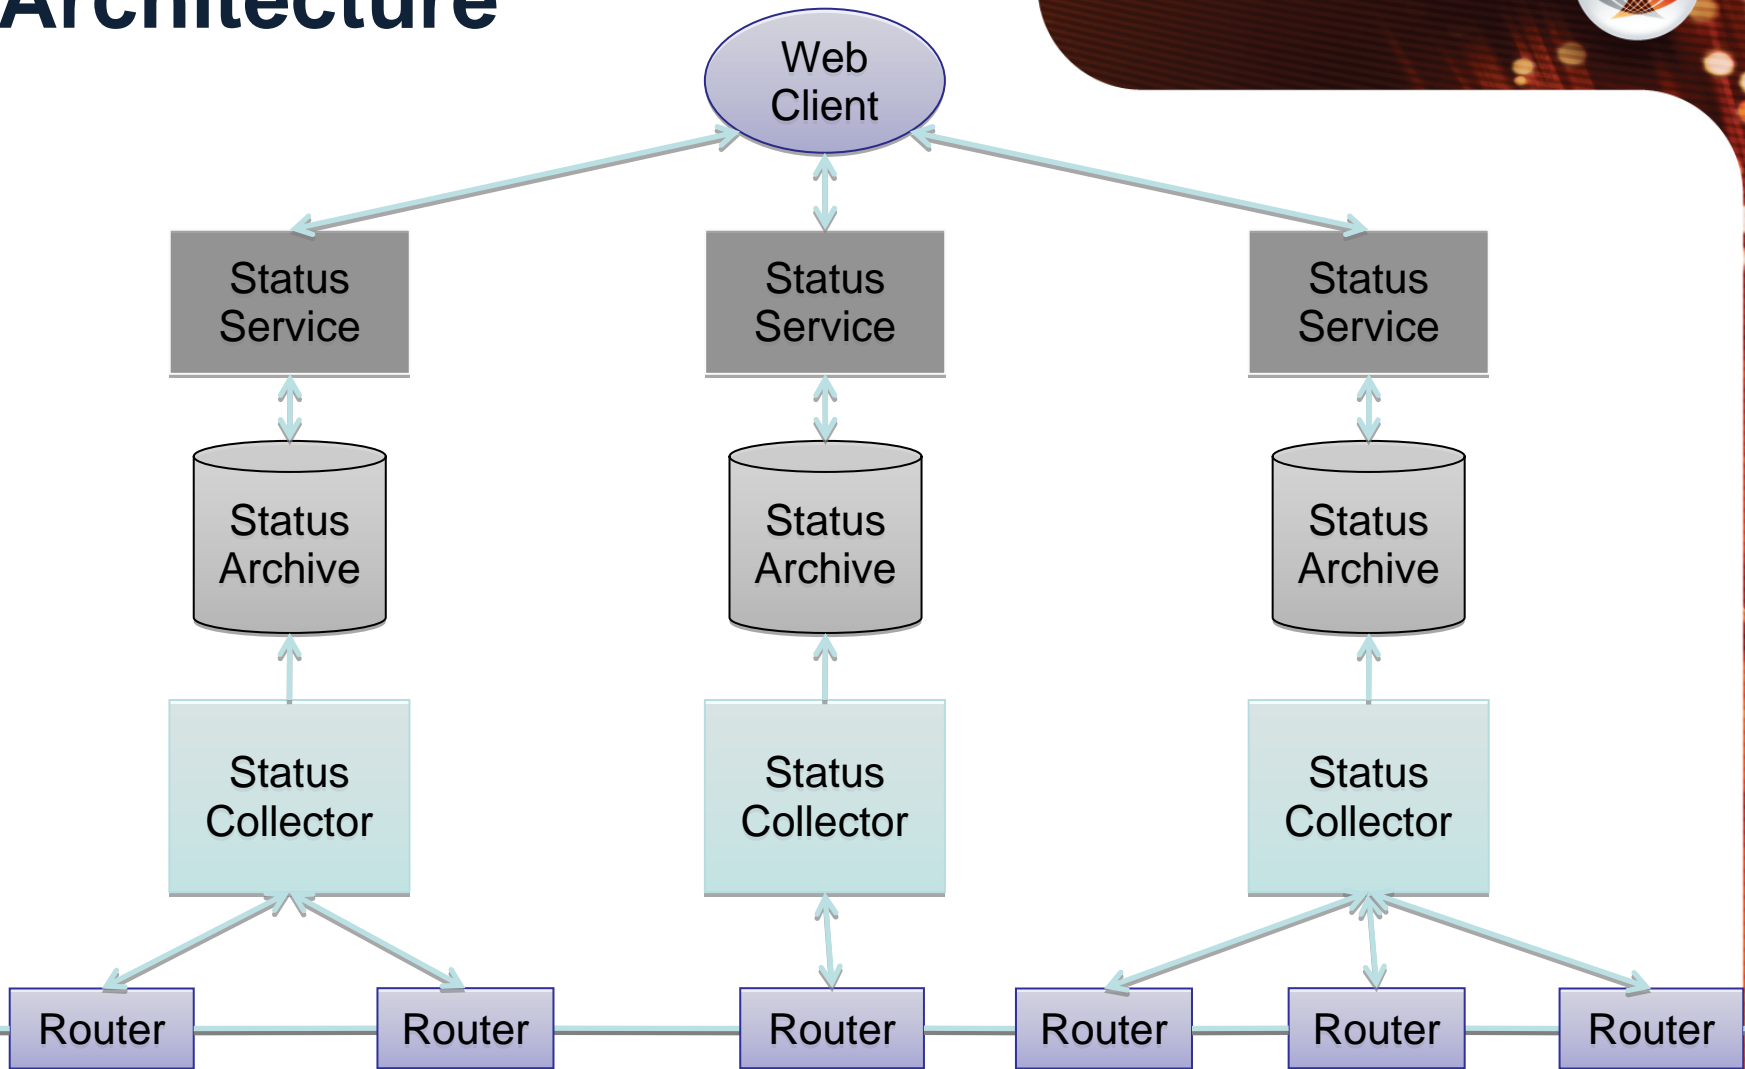 Architecture
Web
Client
Status
Service
Status
Service
Status
Service
Status
Archive
Status
Archive
Status
Archive
Status
Collector
Status
Collector
Status
Collector
Router
Router
Router
Router
Router
Router